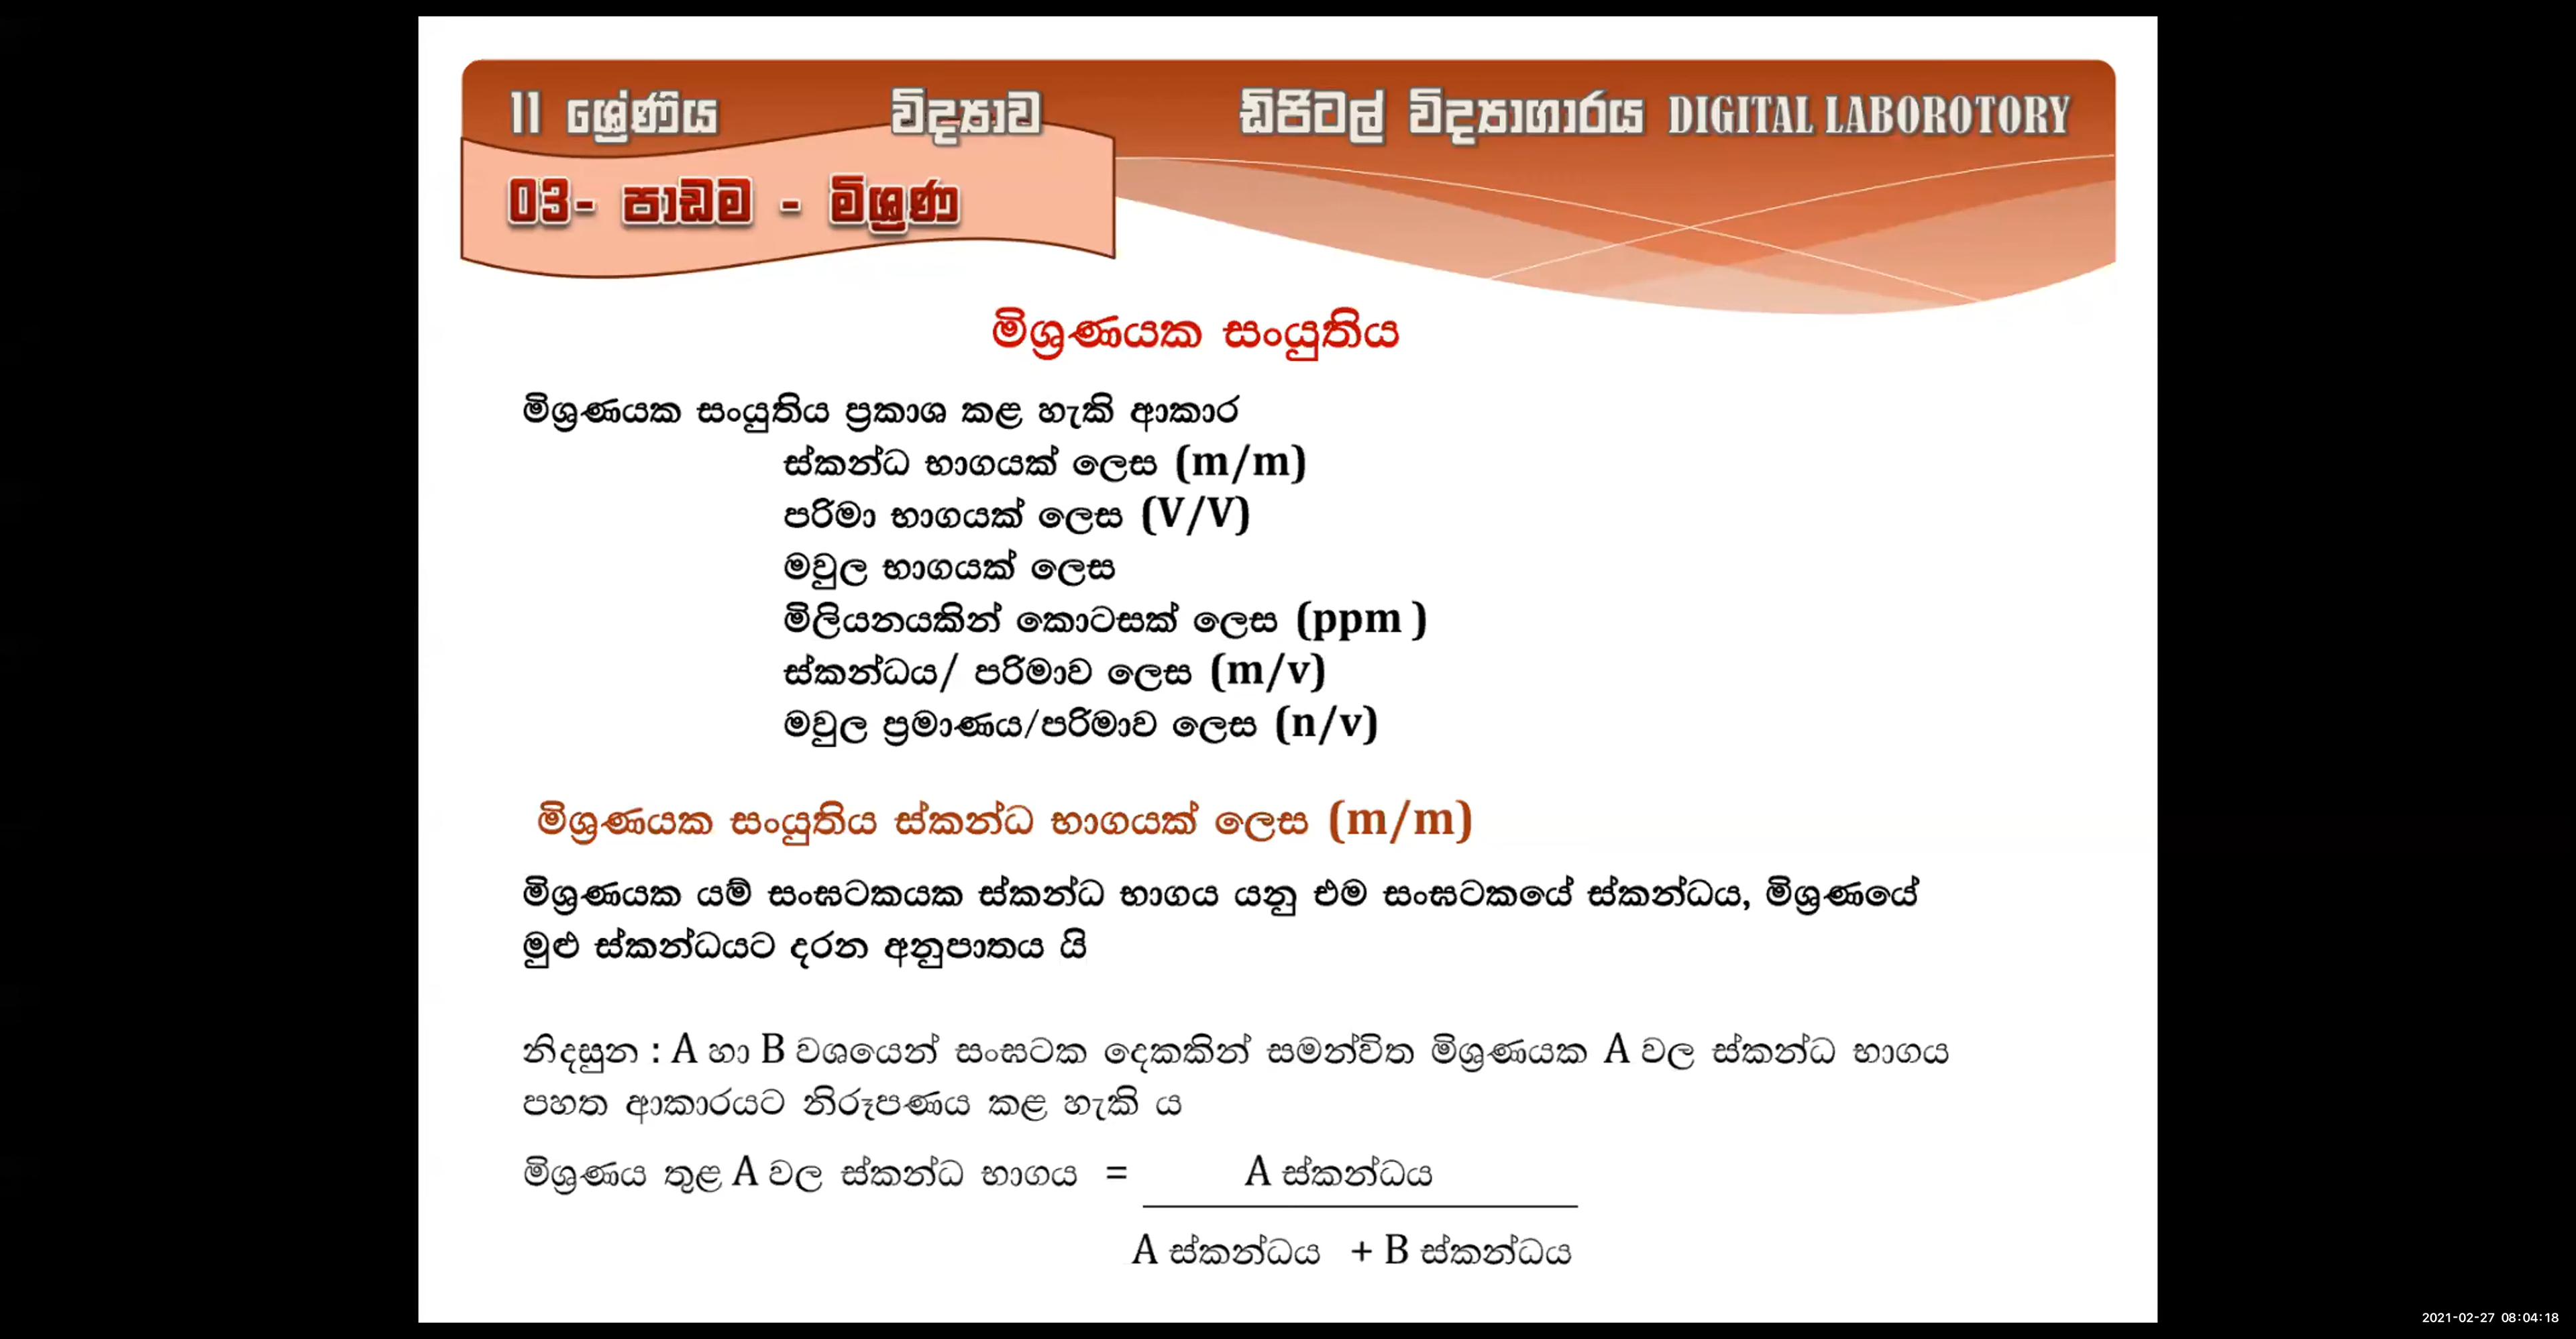 11 ශ්‍රේණිය විද්‍යාව ඩිජිටල් විද්‍යාගාරය DIGITAL LABOROTORY
03- පාඩම - මිශ්‍රණ
මිශ්‍රණයක සංයුතිය
මිශ්‍රණයක සංයුතිය ප්‍රකාශ කළ හැකි ආකාර
ස්කන්ධ භාගයක් ලෙස (m/m)
පරිමා භාගයක් ලෙස (V/V)
මවුල භාගයක් ලෙස
මිලියනයකින් කොටසක් ලෙස (ppm )
ස්කන්ධය/ පරිමාව ලෙස (m/v)
මවුල ප්‍රමාණය/පරිමාව ලෙස (n/v)
මිශ්‍රණයක සංයුතිය ස්කන්ධ භාගයක් ලෙස (m/m)
මිශ්‍රණයක යම් සංඝටකයක ස්කන්ධ භාගය යනු එම සංඝටකයේ ස්කන්ධය, මිශ්‍රණයේ
මුළු ස්කන්ධයට දරන අනුපාතය යි
නිදසුන : A හා B වශයෙන් සංඝටක දෙකකින් සමන්විත මිශ්‍රණයක A වල ස්කන්ධ භාගය
පහත ආකාරයට නිරූපණය කළ හැකි ය
මිශ්‍රණය තුළ A වල ස්කන්ධ භාගය = A ස්කන්ධය
A ස්කන්ධය + B ස්කන්ධය
2021-02-27 08:04:18